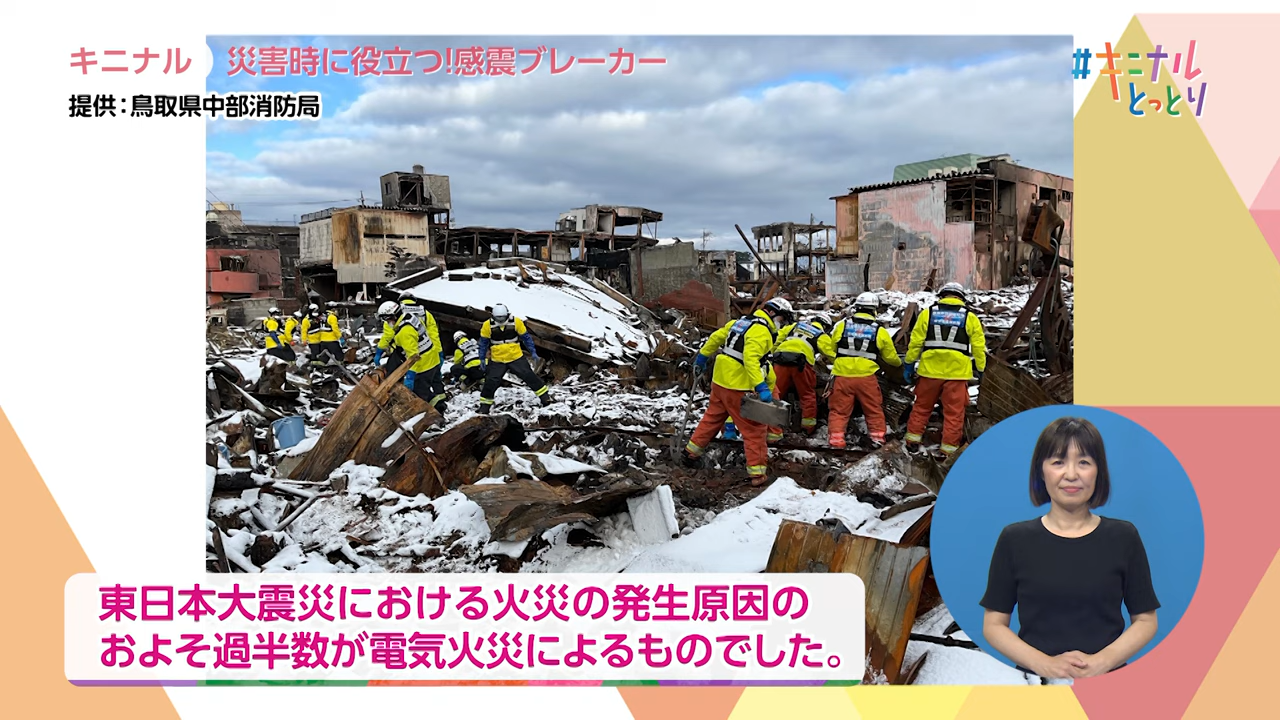 キニナル 災害時に役立つ!感震ブレーカー
提供：鳥取県中部消防局
#キニナル
とっとり
東日本大震災における火災の発生原因の
およそ過半数が電気火災によるものでした。